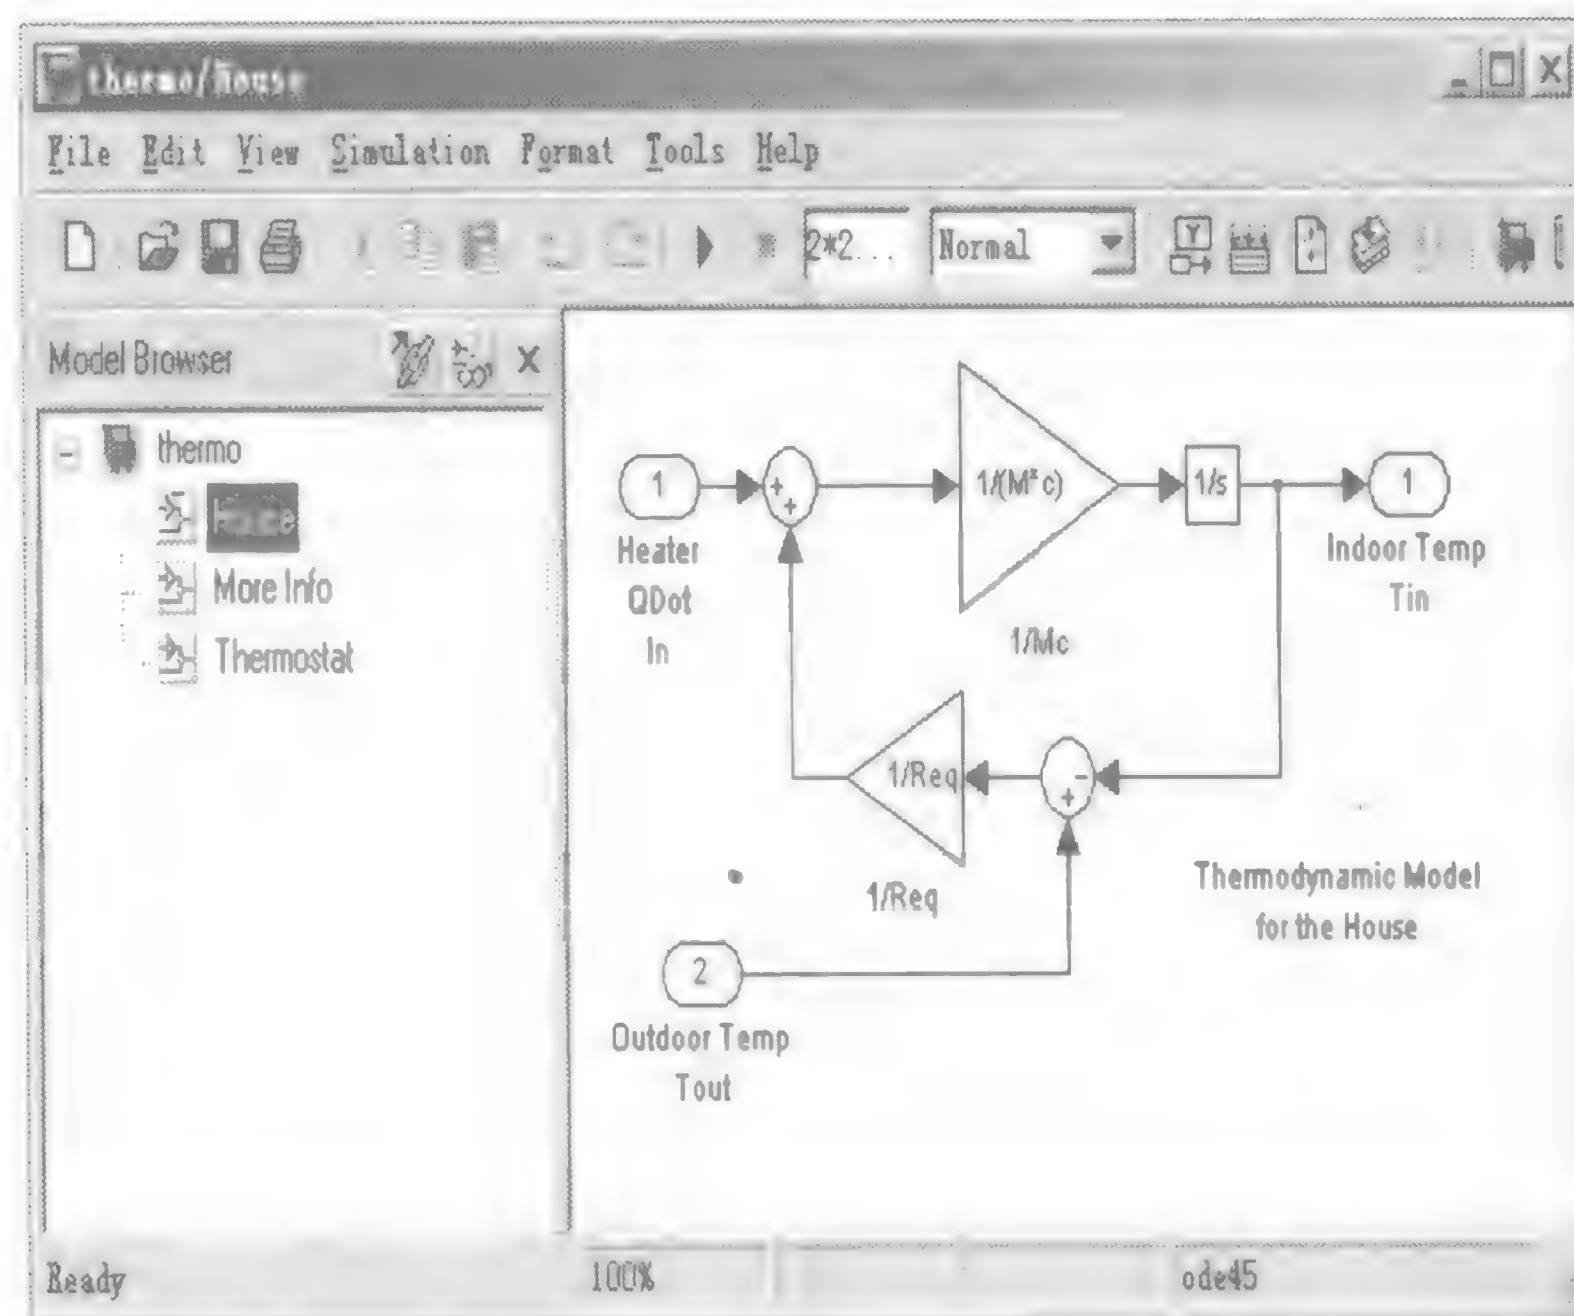 thermo/House
File Edit View Simulation Format Tools Help
2*2... Normal
Model Browser
thermo
House
More Info
Thermostat
1
Heater
QDot
In
+
+
1/(M*c)
1/Mc
1/s
1
Indoor Temp
Tin
1/Req
1/Req
-
+
2
Outdoor Temp
Tout
Thermodynamic Model
for the House
Ready 100% ode45